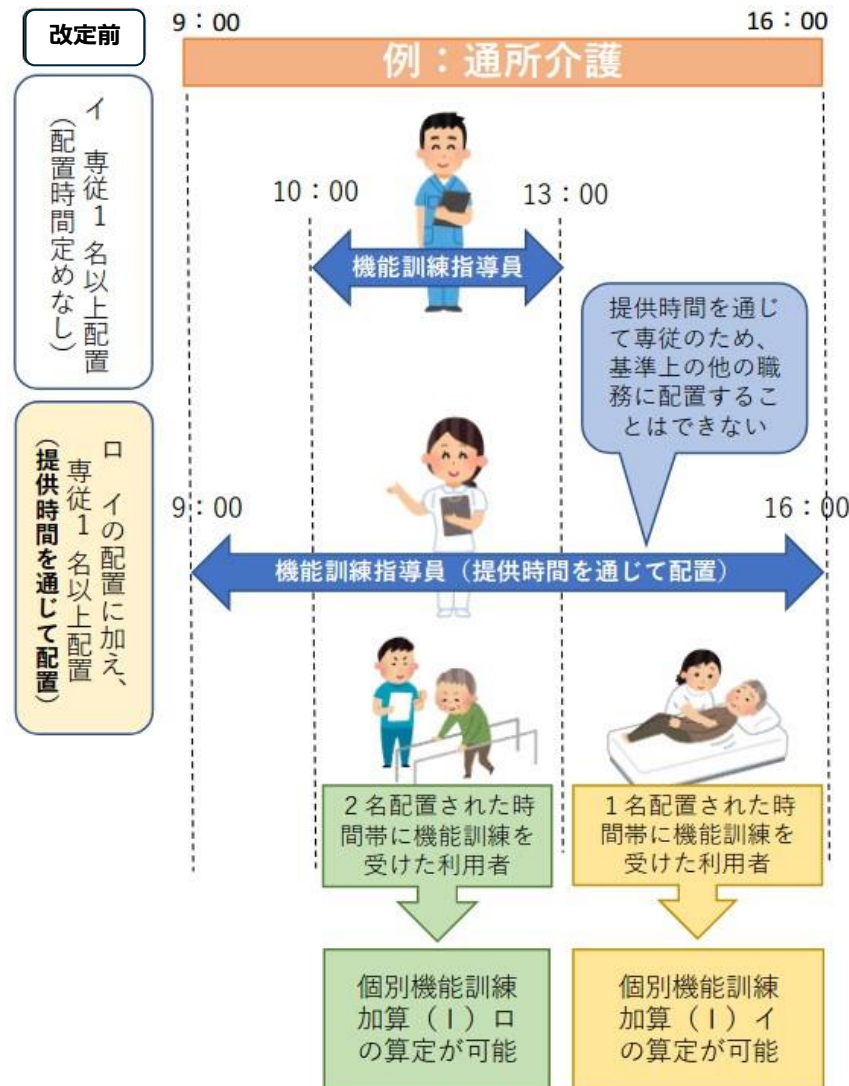 改定前
9：00
16：00
例：通所介護
イ　専従１名以上配置
（配置時間定めなし）
10：00
13：00
機能訓練指導員
提供時間を通じ
て専従のため、
基準上の他の職
務に配置するこ
とはできない
ロ　イの配置に加え、
専従１名以上配置
（提供時間を通じて配置）
9：00
16：00
機能訓練指導員（提供時間を通じて配置）
２名配置された時
間帯に機能訓練を
受けた利用者
１名配置された時
間帯に機能訓練を
受けた利用者
個別機能訓練
加算（Ⅰ）ロ
の算定が可能
個別機能訓練
加算（Ⅰ）イ
の算定が可能